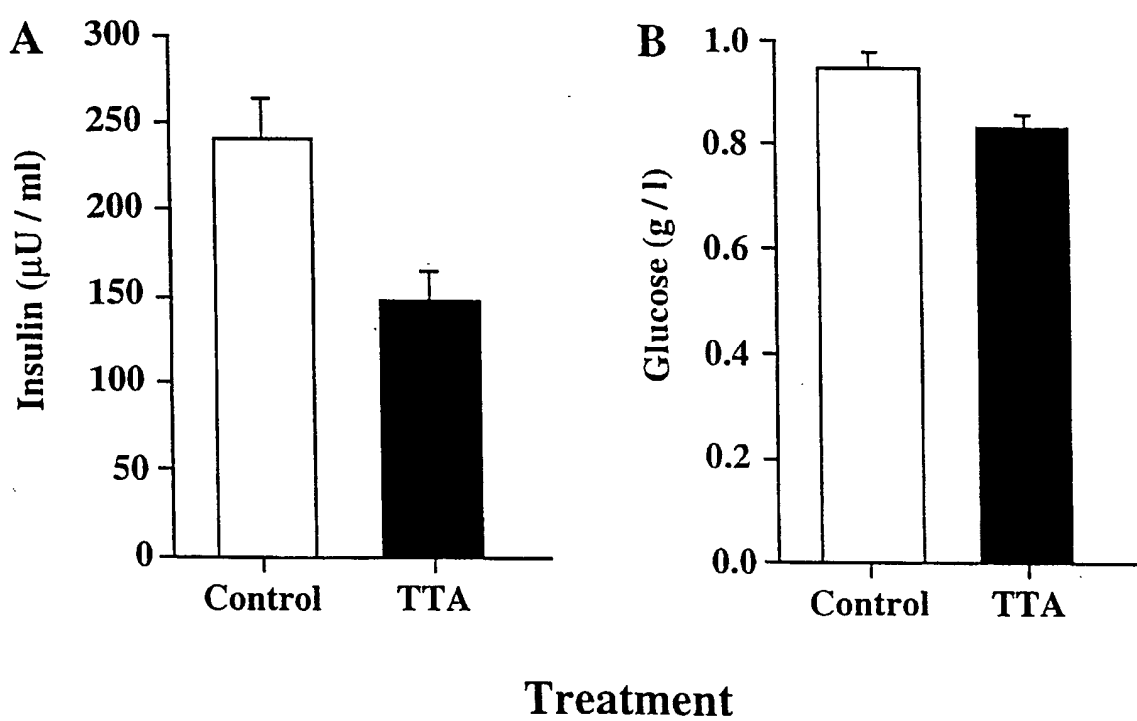 A
Insulin (µU / ml)
300
250
200
150
100
50
0
Control TTA
B
Glucose (g / l)
1.0
0.8
0.6
0.4
0.2
0.0
Control TTA
Treatment